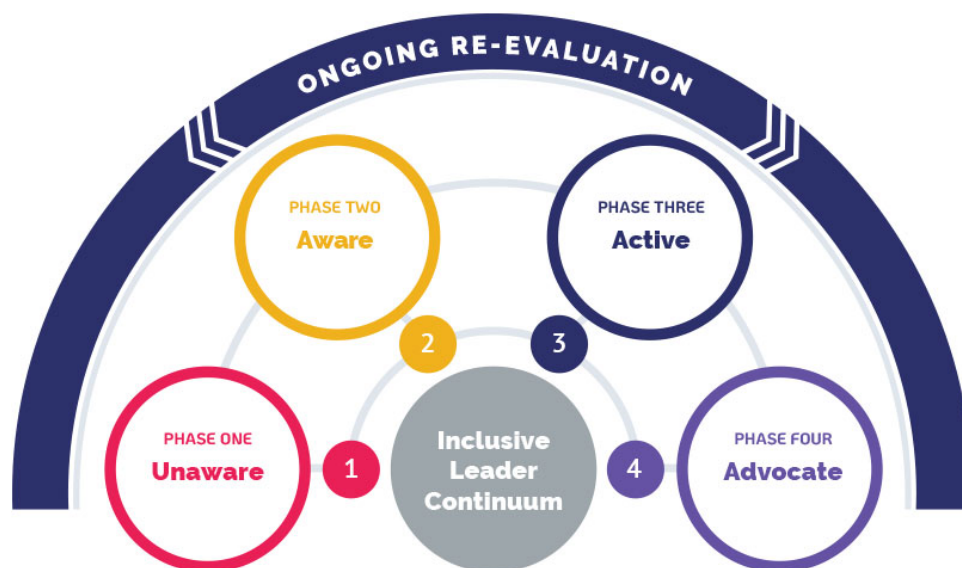 ONGOING RE-EVALUATION
PHASE ONE
Unaware
1
PHASE TWO
Aware
2
PHASE THREE
Active
3
PHASE FOUR
Advocate
4
Inclusive
Leader
Continuum